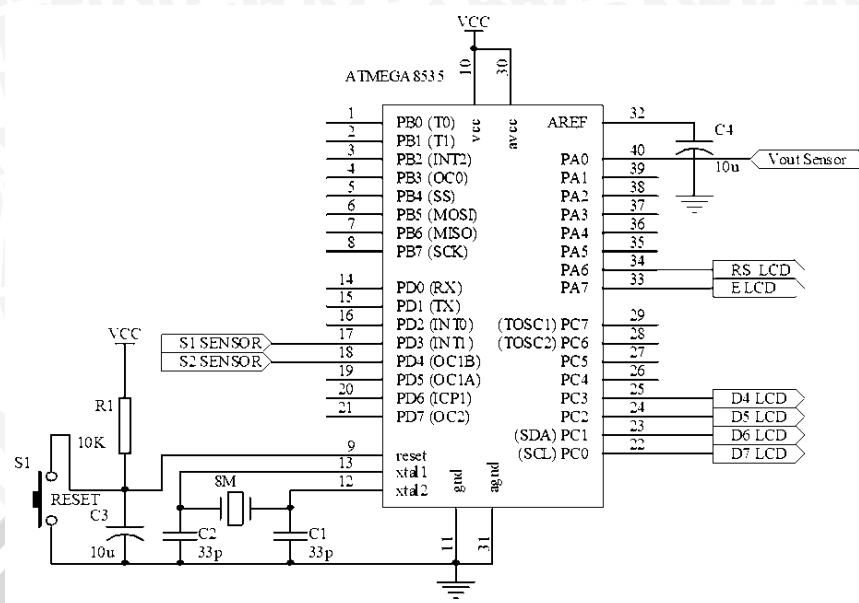 VCC
ATMEGA8535
10
30
vcc
avcc
1 PB0 (T0)
2 PB1 (T1)
3 PB2 (INT2)
4 PB3 (OC0)
5 PB4 (SS)
6 PB5 (MOSI)
7 PB6 (MISO)
8 PB7 (SCK)
AREF 32
C4
10u
PA0 40 Vout Sensor
PA1 39
PA2 38
PA3 37
PA4 36
PA5 35
PA6 34 RS LCD
PA7 33 E LCD
14 PD0 (RX)
15 PD1 (TX)
16 PD2 (INT0)
S1 SENSOR 17 PD3 (INT1)
S2 SENSOR 18 PD4 (OC1B)
19 PD5 (OC1A)
20 PD6 (ICP1)
21 PD7 (OC2)
(TOSC1) PC7 29
(TOSC2) PC6 28
PC5 27
PC4 26
PC3 25 D4 LCD
PC2 24 D5 LCD
(SDA) PC1 23 D6 LCD
(SCL) PC0 22 D7 LCD
VCC
R1
10K
9 reset
13 xtal1
12 xtal2
gnd
agnd
11
31
S1
RESET
C3
10u
8M
C2
33p
C1
33p